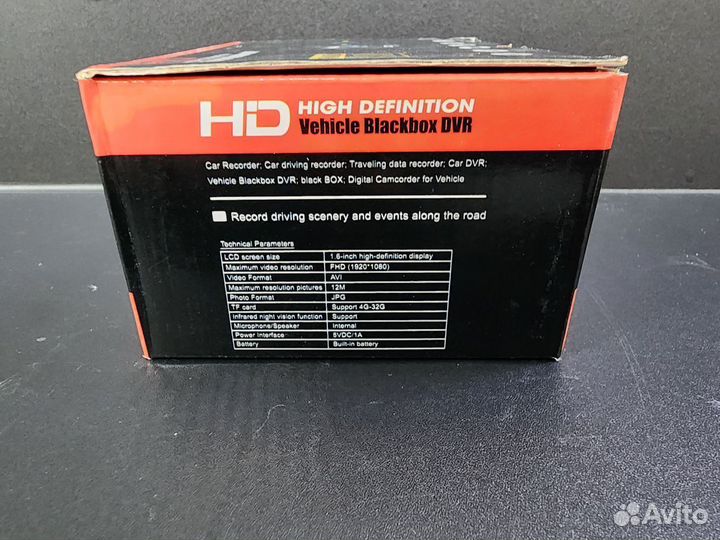 HD HIGH DEFINITION
Vehicle Blackbox DVR
Car Recorder; Car driving recorder; Traveling data recorder; Car DVR;
Vehicle Blackbox DVR; black BOX; Digital Camcorder for Vehicle
Record driving scenery and events along the road
Technical Parameters
LCD screen size 1.6-inch high-definition display
Maximum video resolution FHD (1920*1080)
Video Format AVI
Maximum resolution pictures 12M
Photo Format JPG
TF card Support 4G-32G
Infrared night vision function Support
Microphone/Speaker Internal
Power Interface 5VDC/1A
Battery Built-in battery
Avito